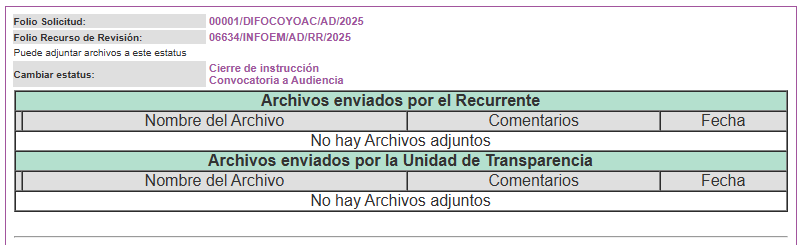 Folio Solicitud: 00001/DIFOCOYOAC/AD/2025
Folio Recurso de Revisión: 06634/INFOEM/AD/RR/2025
Puede adjuntar archivos a este estatus
Cambiar estatus: Cierre de instrucción
Convocatoria a Audiencia
Archivos enviados por el Recurrente
Nombre del Archivo Comentarios Fecha
No hay Archivos adjuntos
Archivos enviados por la Unidad de Transparencia
Nombre del Archivo Comentarios Fecha
No hay Archivos adjuntos